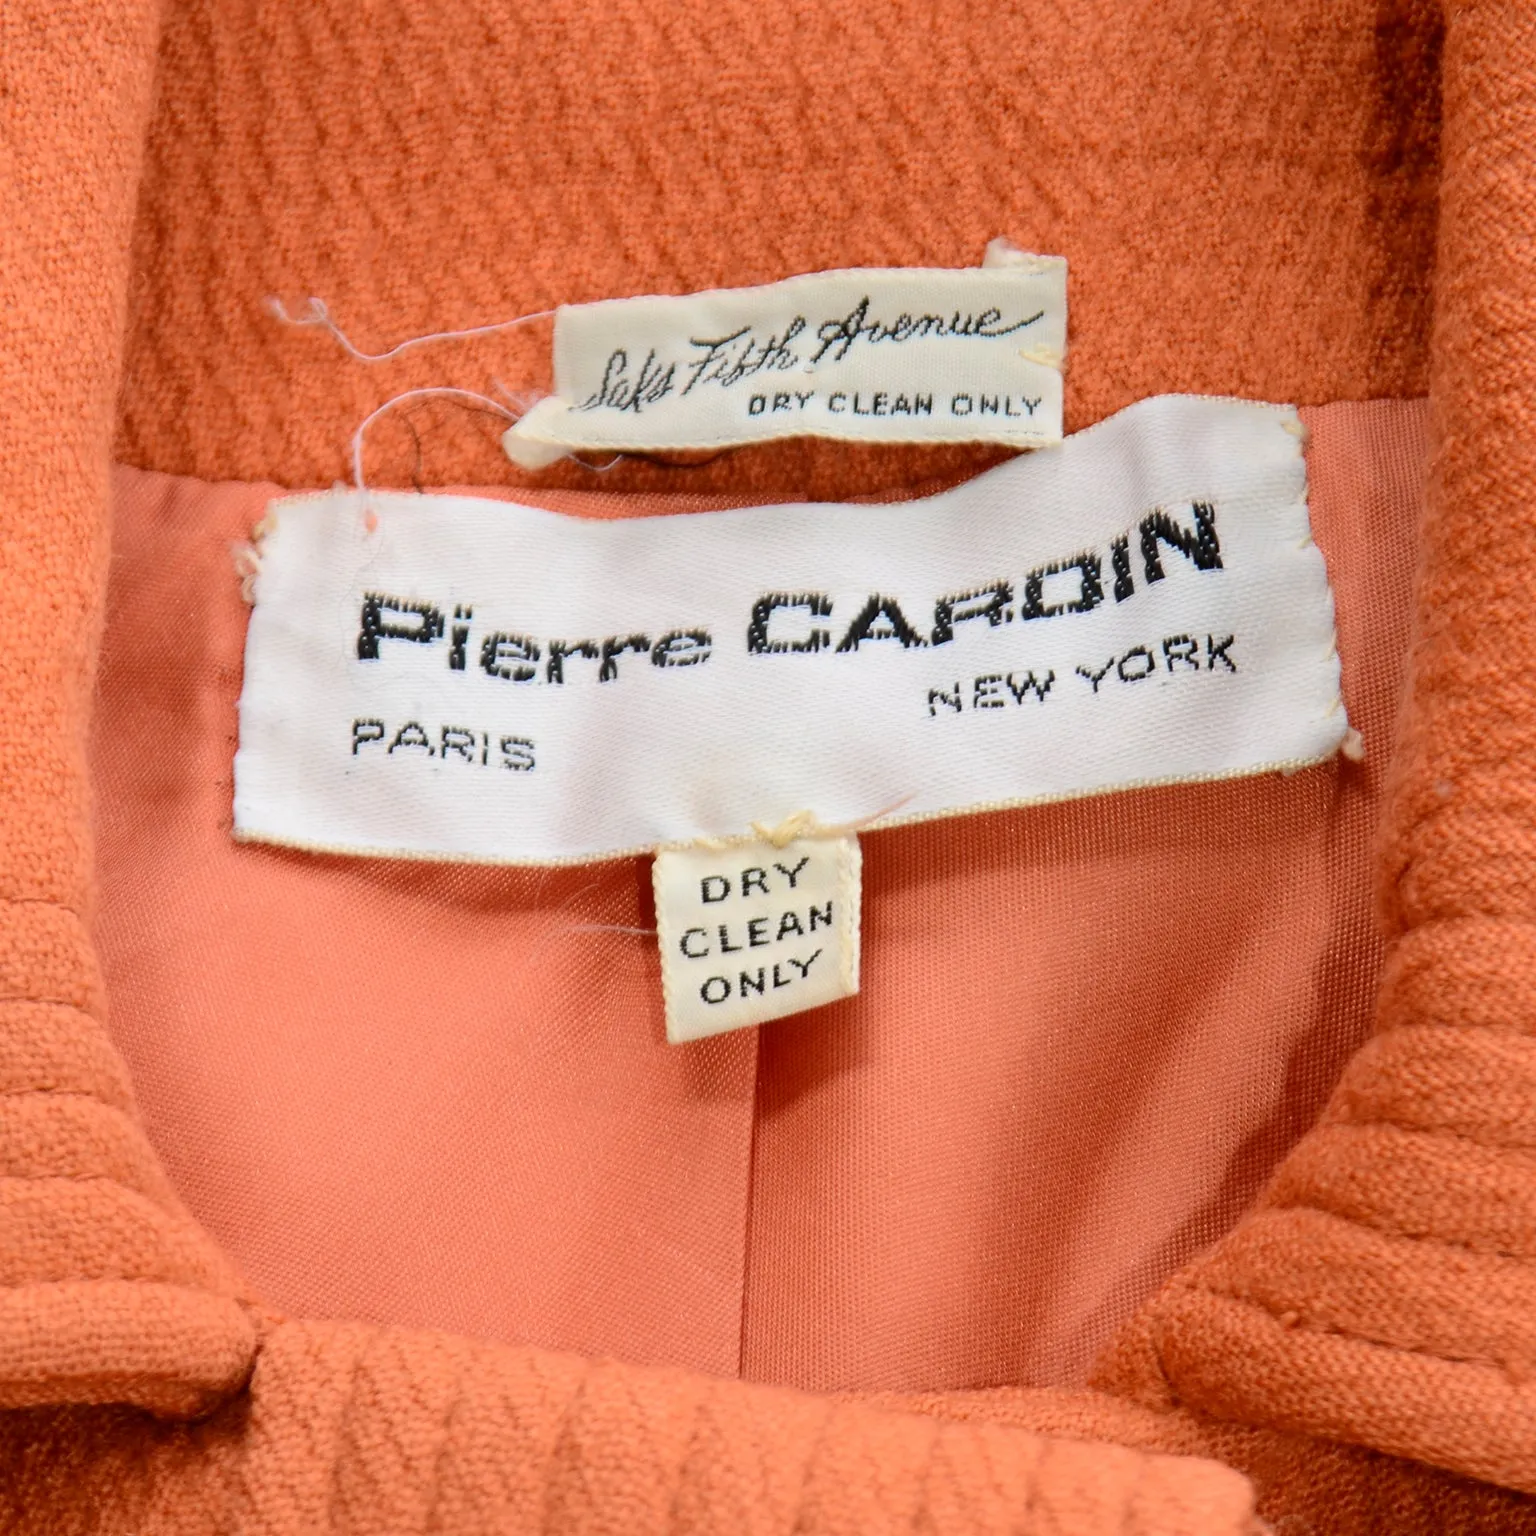 Saks Fifth Avenue
DRY CLEAN ONLY
Pierre CARDIN
PARIS NEW YORK
DRY
CLEAN
ONLY